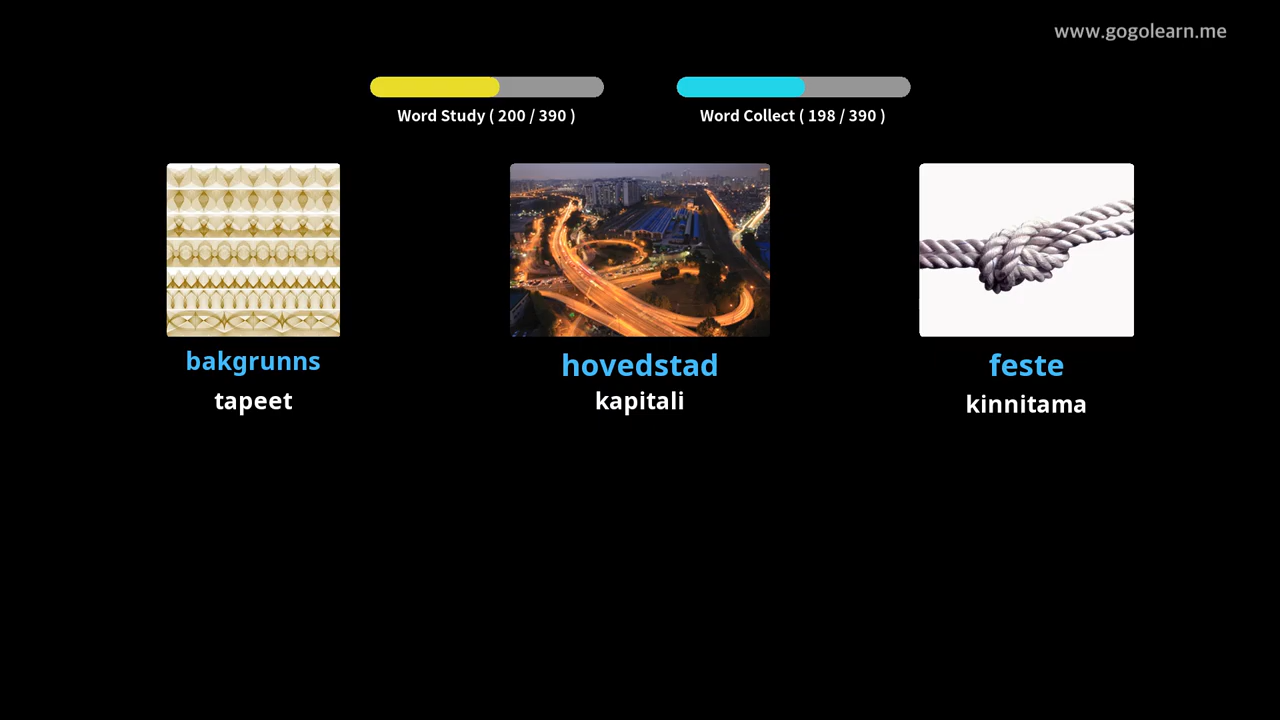 www.gogolearn.me
Word Study ( 200 / 390 )
Word Collect ( 198 / 390 )
bakgrunns
tapeet
hovedstad
kapitali
feste
kinnitama